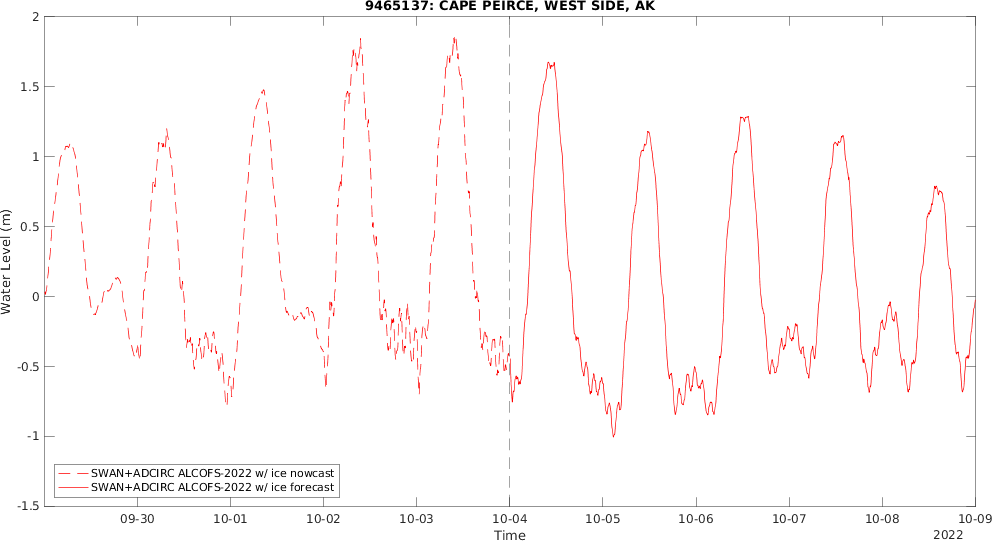 9465137: CAPE PEIRCE, WEST SIDE, AK
2
1.5
1
0.5
0
-0.5
-1
-1.5
Water Level (m)
SWAN+ADCIRC ALCOFS-2022 w/ ice nowcast
SWAN+ADCIRC ALCOFS-2022 w/ ice forecast
09-30 10-01 10-02 10-03 10-04 10-05 10-06 10-07 10-08 10-09
Time
2022